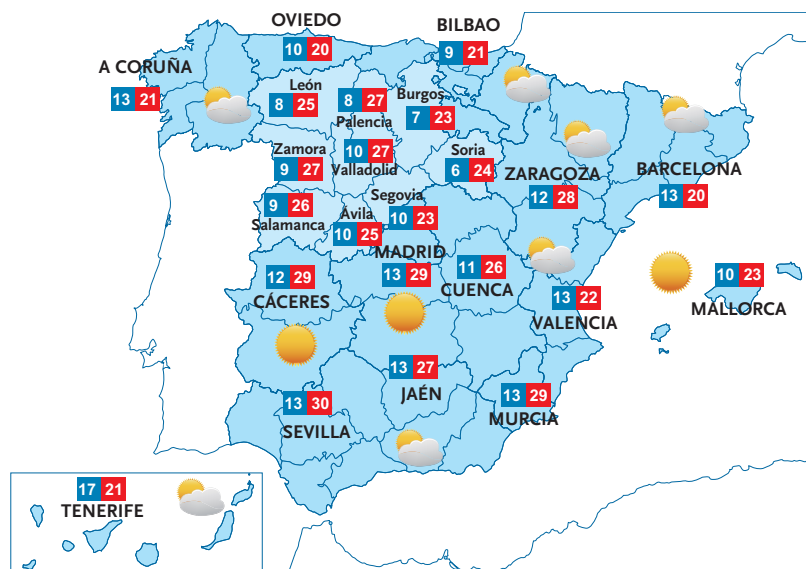 OVIEDO
10 20
BILBAO
9 21
A CORUÑA
13 21
León
8 25
8 27
Palencia
Burgos
7 23
Zamora
9 27
10 27
Valladolid
Soria
6 24
ZARAGOZA
12 28
BARCELONA
13 20
9 26
Salamanca
Ávila
10 25
Segovia
10 23
MADRID
13 29
11 26
CUENCA
12 29
CÁCERES
13 22
VALENCIA
10 23
MALLORCA
13 27
JAÉN
13 30
SEVILLA
13 29
MURCIA
17 21
TENERIFE